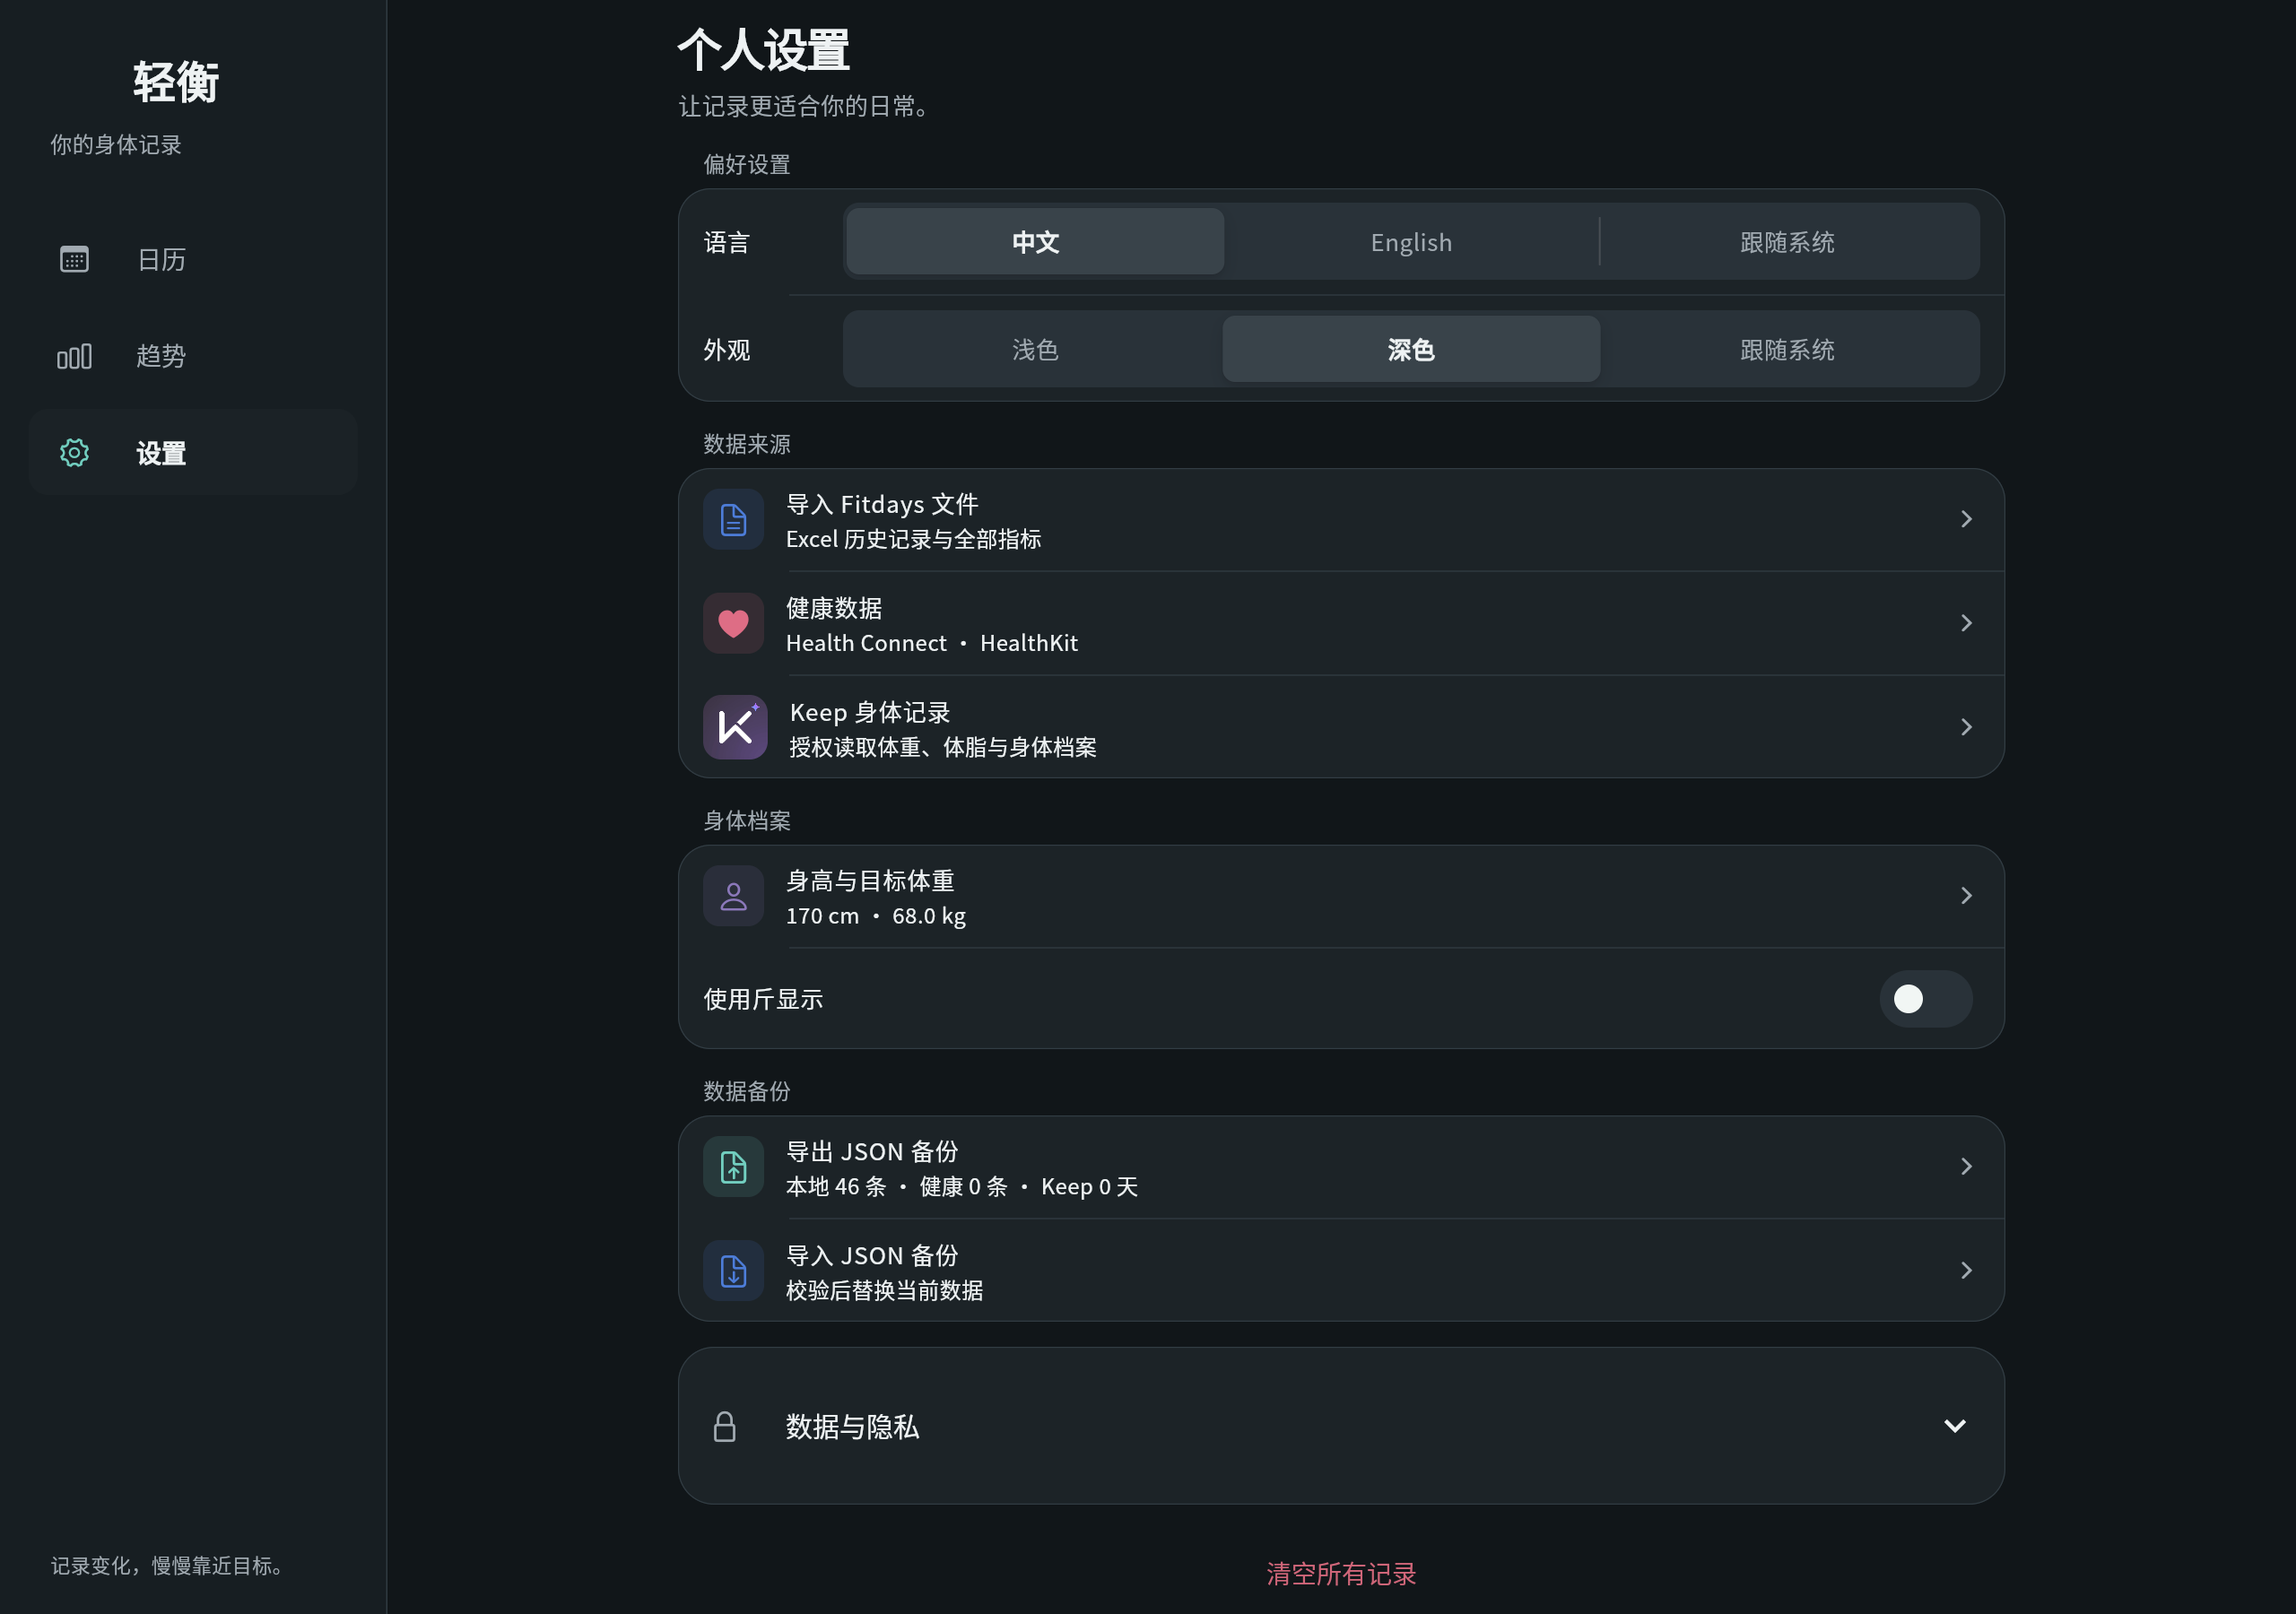 轻衡
你的身体记录
日历
趋势
设置
记录变化，慢慢靠近目标。
个人设置
让记录更适合你的日常。
偏好设置
语言 中文 English 跟随系统
外观 浅色 深色 跟随系统
数据来源
导入 Fitdays 文件
Excel 历史记录与全部指标
健康数据
Health Connect · HealthKit
Keep 身体记录
授权读取体重、体脂与身体档案
身体档案
身高与目标体重
170 cm · 68.0 kg
使用斤显示
数据备份
导出 JSON 备份
本地 46 条 · 健康 0 条 · Keep 0 天
导入 JSON 备份
校验后替换当前数据
数据与隐私
清空所有记录